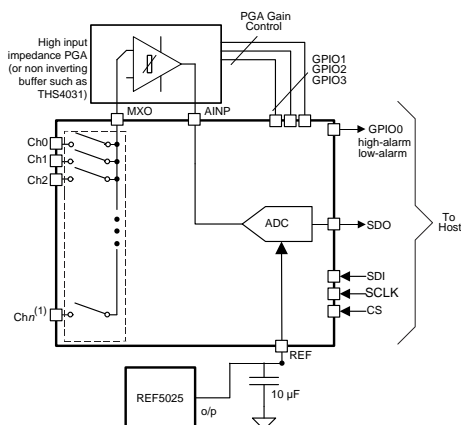 PGA Gain
Control
High input
impedance PGA
(or non inverting
buffer such as
THS4031)
GPIO1
GPIO2
GPIO3
MXO
AINP
Ch0
GPIO0
high-alarm
low-alarm
Ch1
Ch2
To
Host
ADC
SDO
SDI
SCLK
Chn(1)
CS
REF
REF5025
10 µF
o/p